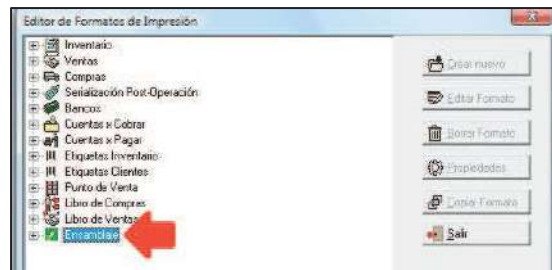 Editor de Formatos de Impresión
Inventario
Ventas
Compras
Serialización Post-Operación
Bancos
Cuentas x Cobrar
Cuentas x Pagar
Etiquetas Inventario
Etiquetas Clientes
Punto de Venta
Libro de Compras
Libro de Ventas
Ensamblaje
Crear nuevo
Editar Formato
Borrar Formato
Propiedades
Copiar Formato
Salir